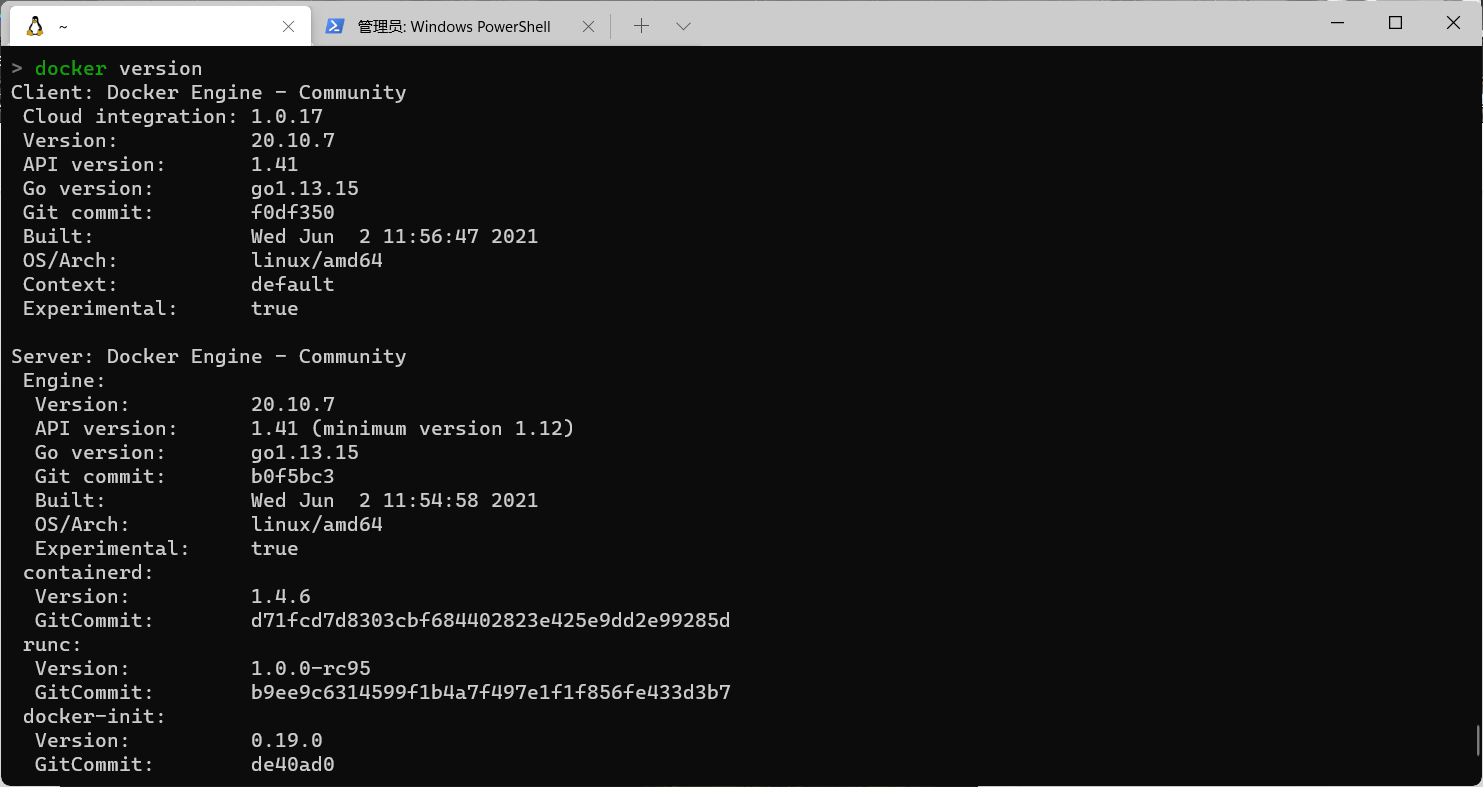 ~
管理员: Windows PowerShell
> docker version
Client: Docker Engine - Community
 Cloud integration: 1.0.17
 Version:           20.10.7
 API version:       1.41
 Go version:        go1.13.15
 Git commit:        f0df350
 Built:             Wed Jun  2 11:56:47 2021
 OS/Arch:           linux/amd64
 Context:           default
 Experimental:      true

Server: Docker Engine - Community
 Engine:
  Version:          20.10.7
  API version:      1.41 (minimum version 1.12)
  Go version:       go1.13.15
  Git commit:       b0f5bc3
  Built:            Wed Jun  2 11:54:58 2021
  OS/Arch:          linux/amd64
  Experimental:     true
 containerd:
  Version:          1.4.6
  GitCommit:        d71fcd7d8303cbf684402823e425e9dd2e99285d
 runc:
  Version:          1.0.0-rc95
  GitCommit:        b9ee9c6314599f1b4a7f497e1f1f856fe433d3b7
 docker-init:
  Version:          0.19.0
  GitCommit:        de40ad0